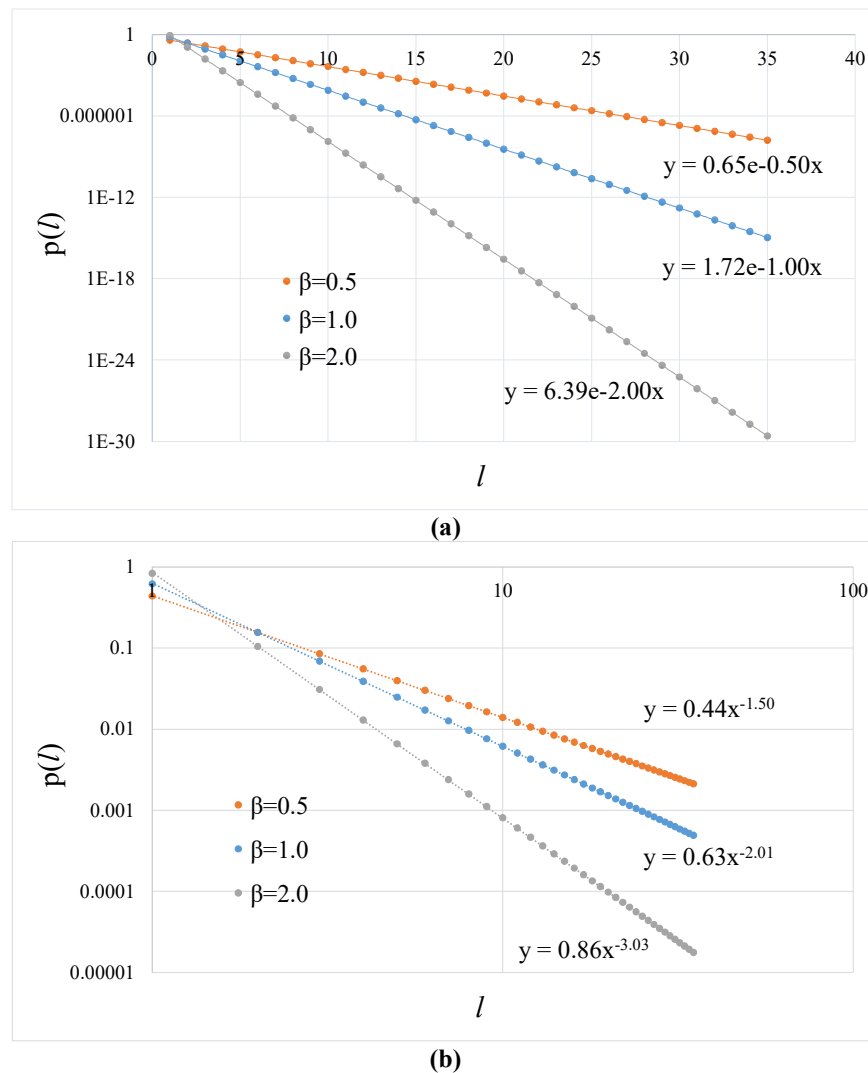 1
0 5 10 15 20 25 30 35 40
0.000001
y = 0.65e-0.50x
1E-12
p(l)
y = 1.72e-1.00x
1E-18
β=0.5
β=1.0
β=2.0
1E-24
y = 6.39e-2.00x
1E-30
l
(a)
1
1 10 100
0.1
0.01
y = 0.44x^-1.50
p(l)
0.001
β=0.5
y = 0.63x^-2.01
β=1.0
0.0001
β=2.0
y = 0.86x^-3.03
0.00001
l
(b)